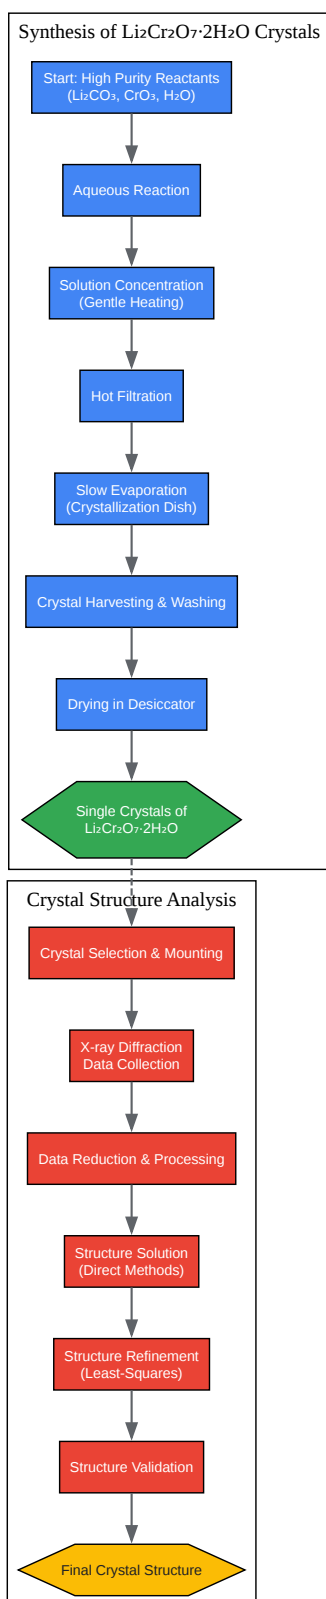 Synthesis of Li₂Cr₂O₇·2H₂O Crystals
Start: High Purity Reactants
(Li₂CO₃, CrO₃, H₂O)
Aqueous Reaction
Solution Concentration
(Gentle Heating)
Hot Filtration
Slow Evaporation
(Crystallization Dish)
Crystal Harvesting & Washing
Drying in Desiccator
Single Crystals of
Li₂Cr₂O₇·2H₂O
Crystal Structure Analysis
Crystal Selection & Mounting
X-ray Diffraction
Data Collection
Data Reduction & Processing
Structure Solution
(Direct Methods)
Structure Refinement
(Least-Squares)
Structure Validation
Final Crystal Structure